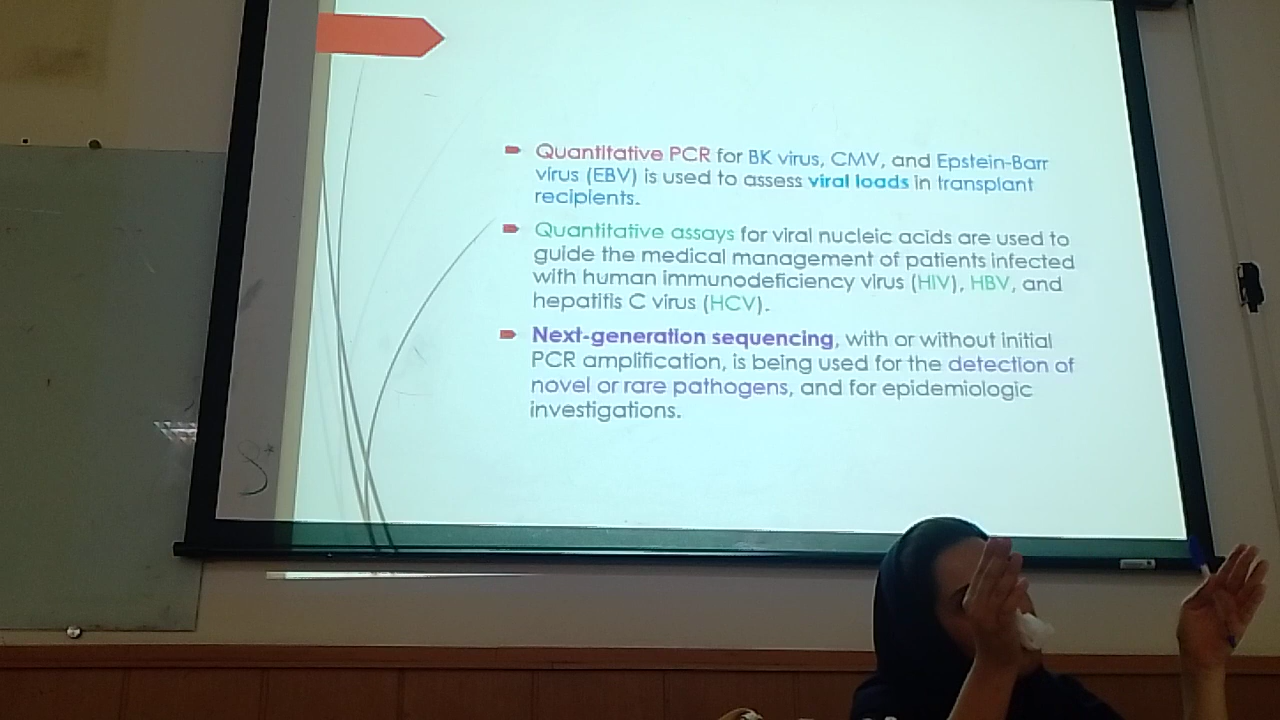 Quantitative PCR for BK virus, CMV, and Epstein-Barr
virus (EBV) is used to assess viral loads in transplant
recipients.
Quantitative assays for viral nucleic acids are used to
guide the medical management of patients infected
with human immunodeficiency virus (HIV), HBV, and
hepatitis C virus (HCV).
Next-generation sequencing, with or without initial
PCR amplification, is being used for the detection of
novel or rare pathogens, and for epidemiologic
investigations.